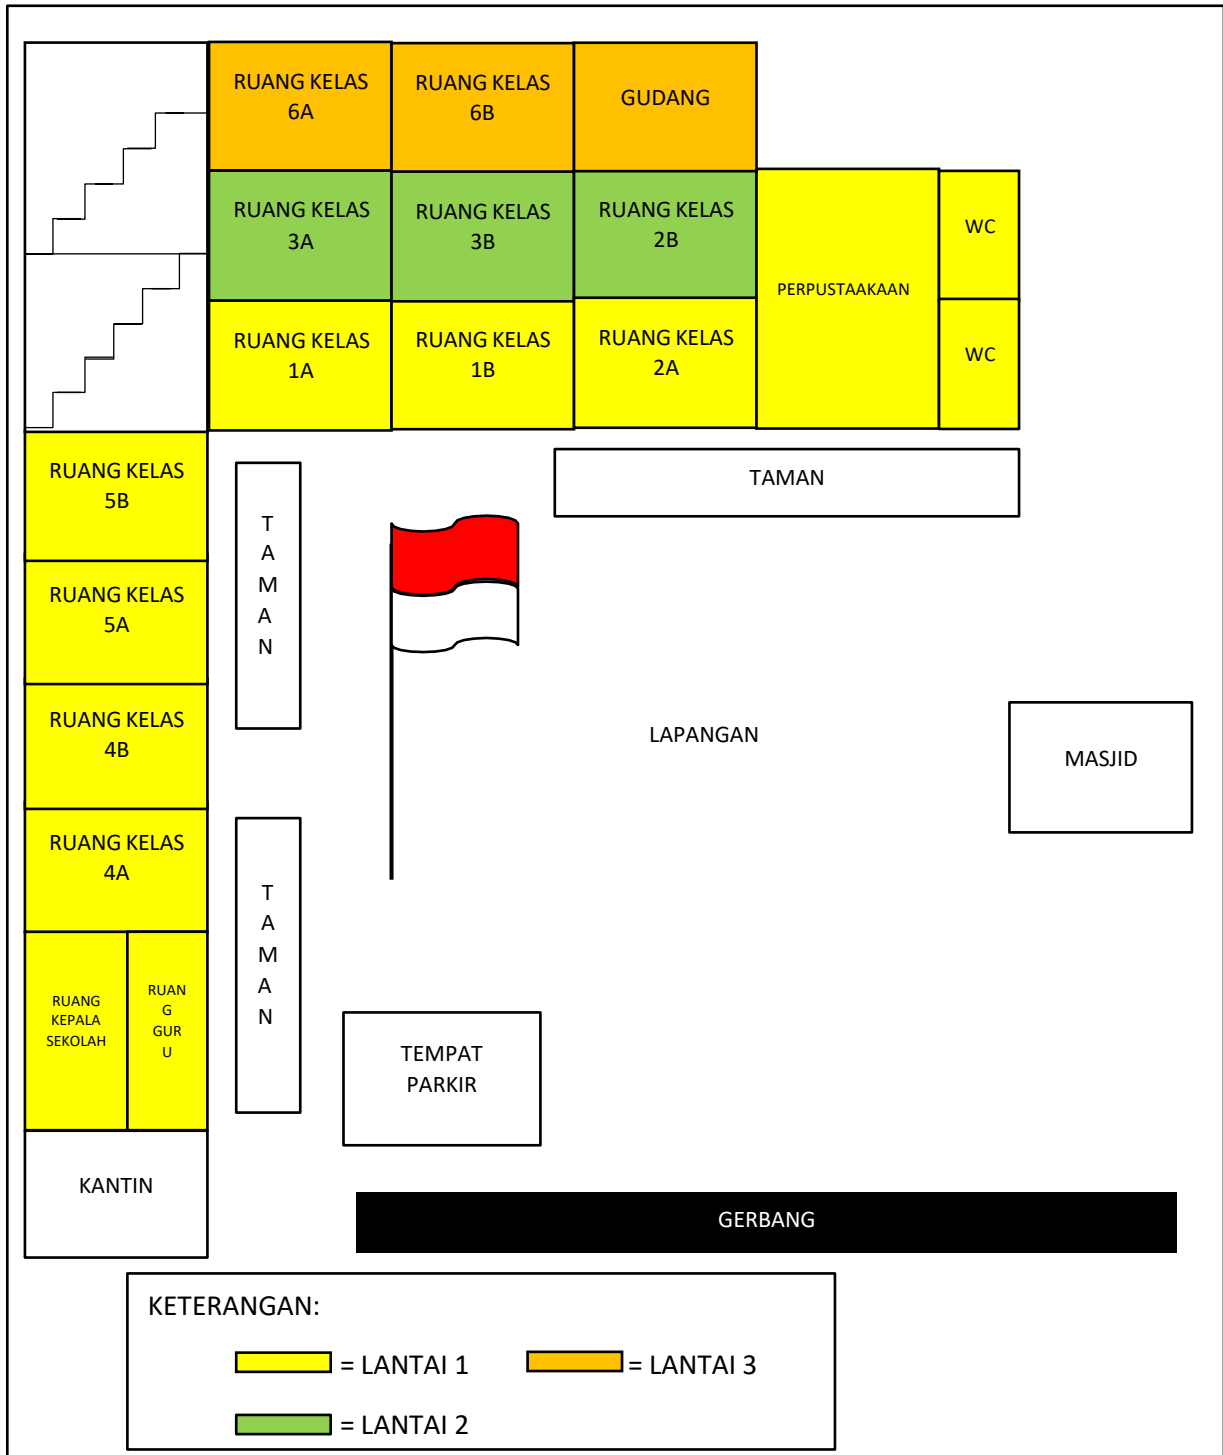 RUANG KELAS
6A
RUANG KELAS
6B
GUDANG
RUANG KELAS
3A
RUANG KELAS
3B
RUANG KELAS
2B
PERPUSTAAKAAN
WC
RUANG KELAS
1A
RUANG KELAS
1B
RUANG KELAS
2A
WC
RUANG KELAS
5B
T
A
M
A
N
TAMAN
RUANG KELAS
5A
RUANG KELAS
4B
LAPANGAN
MASJID
RUANG KELAS
4A
T
A
M
A
N
RUANG
KEPALA
SEKOLAH
RUAN
G
GUR
U
TEMPAT
PARKIR
KANTIN
GERBANG
KETERANGAN:
= LANTAI 1
= LANTAI 3
= LANTAI 2